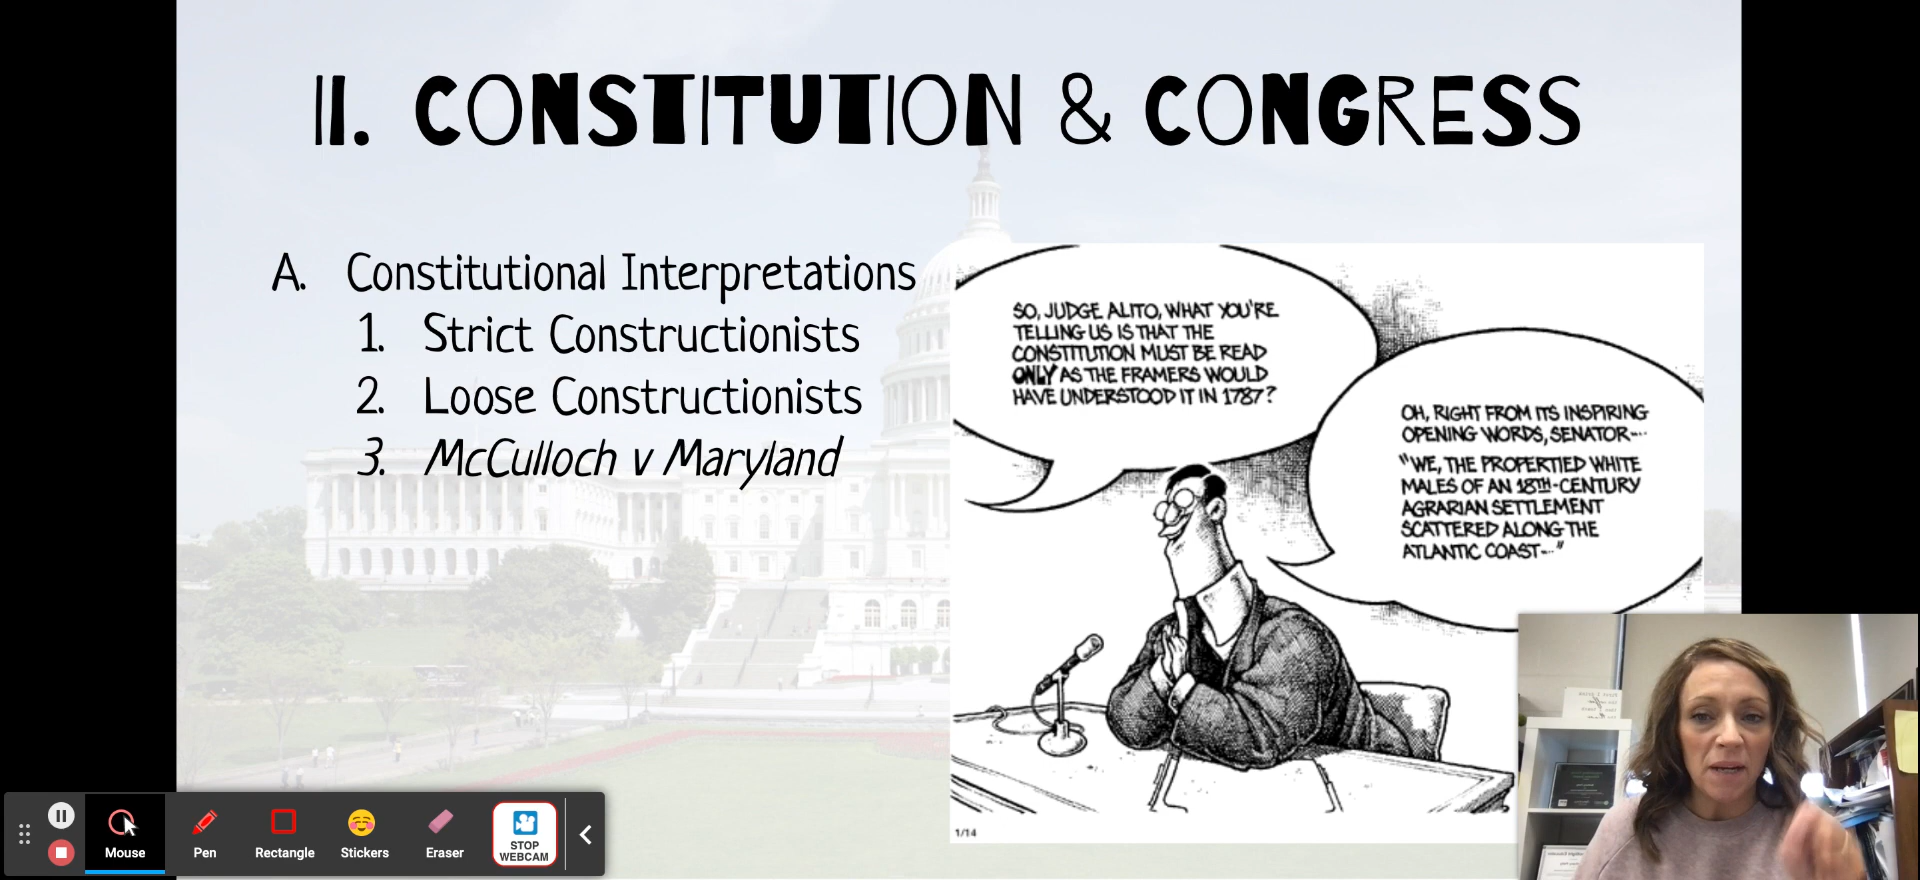 II. CONSTITUTION & CONGRESS
A. Constitutional Interpretations
1. Strict Constructionists
2. Loose Constructionists
3. McCulloch v Maryland
SO, JUDGE ALITO, WHAT YOU'RE
TELLING US IS THAT THE
CONSTITUTION MUST BE READ
ONLY AS THE FRAMERS WOULD
HAVE UNDERSTOOD IT IN 1787?
OH, RIGHT FROM ITS INSPIRING
OPENING WORDS, SENATOR---
"WE, THE PROPERTIED WHITE
MALES OF AN 18TH-CENTURY
AGRARIAN SETTLEMENT
SCATTERED ALONG THE
ATLANTIC COAST---"
1/14
Mouse
Pen
Rectangle
Stickers
Eraser
STOP
WEBCAM